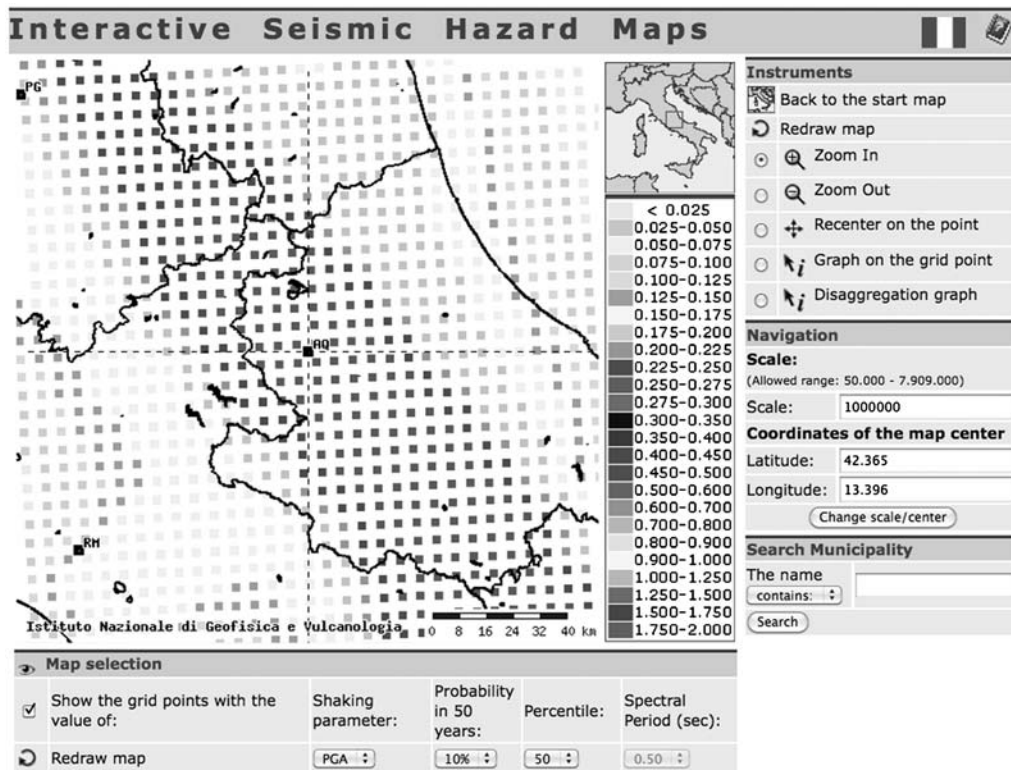 Interactive Seismic Hazard Maps
PG
AQ
RM
Istituto Nazionale di Geofisica e Vulcanologia
0 8 16 24 32 40 km
< 0.025
0.025-0.050
0.050-0.075
0.075-0.100
0.100-0.125
0.125-0.150
0.150-0.175
0.175-0.200
0.200-0.225
0.225-0.250
0.250-0.275
0.275-0.300
0.300-0.350
0.350-0.400
0.400-0.450
0.450-0.500
0.500-0.600
0.600-0.700
0.700-0.800
0.800-0.900
0.900-1.000
1.000-1.250
1.250-1.500
1.500-1.750
1.750-2.000
Instruments
Back to the start map
Redraw map
Zoom In
Zoom Out
Recenter on the point
Graph on the grid point
Disaggregation graph
Navigation
Scale:
(Allowed range: 50.000 - 7.909.000)
Scale: 1000000
Coordinates of the map center
Latitude: 42.365
Longitude: 13.396
Change scale/center
Search Municipality
The name
contains:
Search
Map selection
Show the grid points with the
value of:
Shaking
parameter:
Probability
in 50
years:
Percentile:
Spectral
Period (sec):
Redraw map
PGA
10%
50
0.50